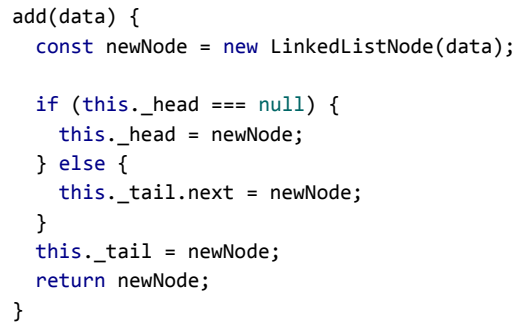 add(data) {
  const newNode = new LinkedListNode(data);

  if (this._head === null) {
    this._head = newNode;
  } else {
    this._tail.next = newNode;
  }
  this._tail = newNode;
  return newNode;
}